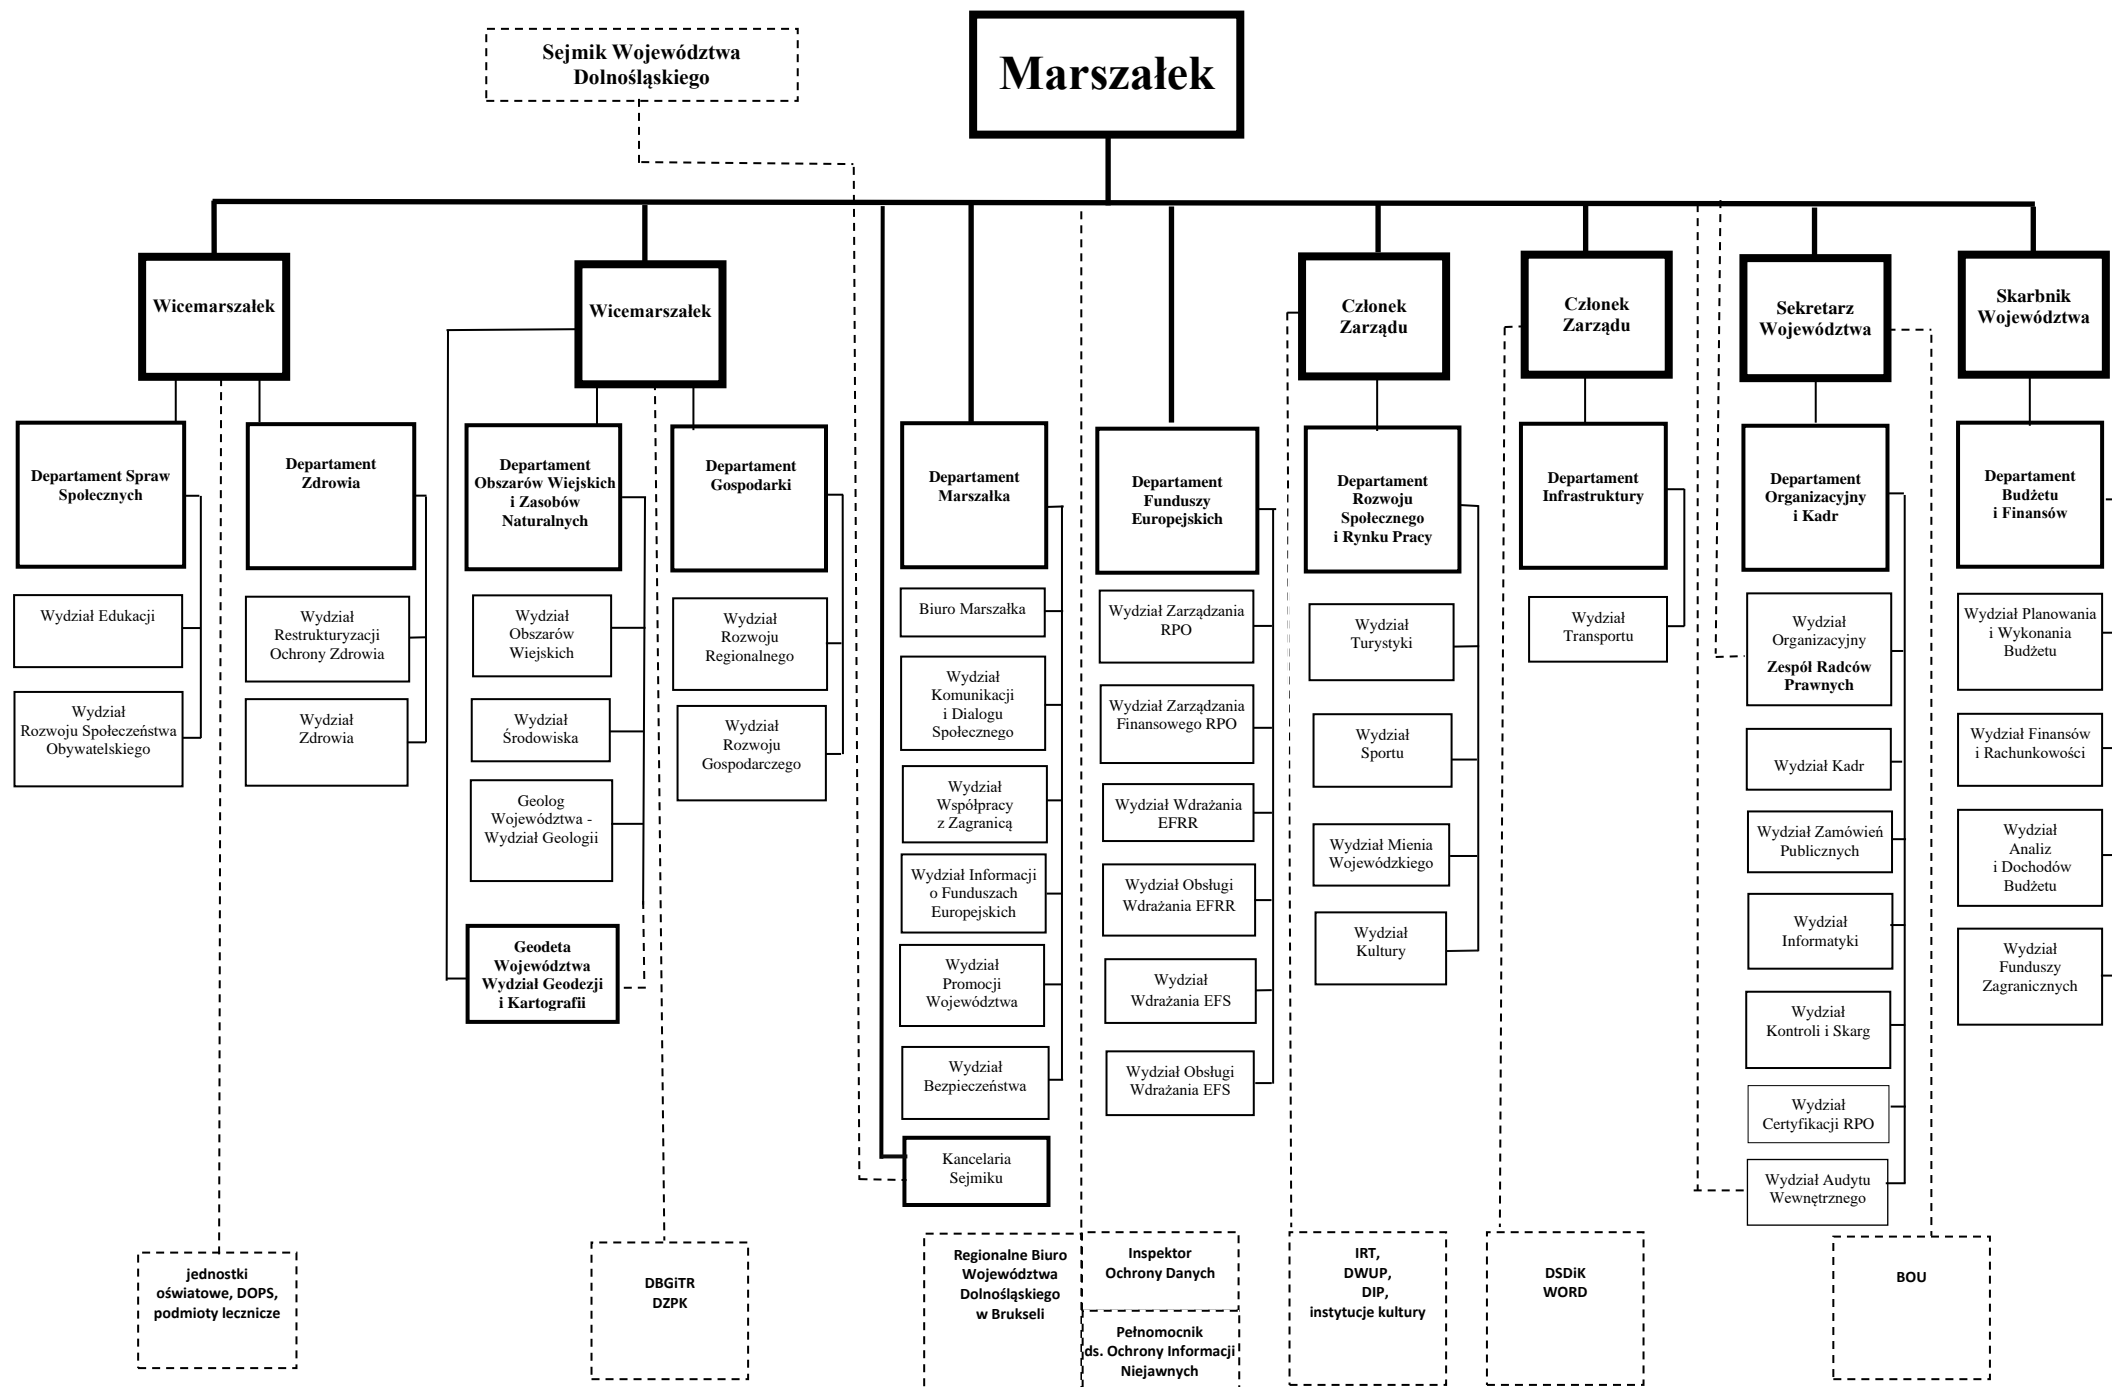 Sejmik Województwa
Dolnośląskiego
Marszałek
Wicemarszałek
Wicemarszałek
Członek
Zarządu
Członek
Zarządu
Sekretarz
Województwa
Skarbnik
Województwa
Departament Spraw
Społecznych
Departament
Zdrowia
Departament
Obszarów Wiejskich
i Zasobów
Naturalnych
Departament
Gospodarki
Departament
Marszałka
Departament
Funduszy
Europejskich
Departament
Rozwoju
Społecznego
i Rynku Pracy
Departament
Infrastruktury
Departament
Organizacyjny
i Kadr
Departament
Budżetu
i Finansów
Wydział Edukacji
Wydział
Rozwoju Społeczeństwa
Obywatelskiego
Wydział
Restrukturyzacji
Ochrony Zdrowia
Wydział
Zdrowia
Wydział
Obszarów
Wiejskich
Wydział
Środowiska
Geolog
Województwa -
Wydział Geologii
Geodeta
Województwa
Wydział Geodezji
i Kartografii
Wydział
Rozwoju
Regionalnego
Wydział
Rozwoju
Gospodarczego
Biuro Marszałka
Wydział
Komunikacji
i Dialogu
Społecznego
Wydział
Współpracy
z Zagranicą
Wydział Informacji
o Funduszach
Europejskich
Wydział
Promocji
Województwa
Wydział
Bezpieczeństwa
Kancelaria
Sejmiku
Wydział Zarządzania
RPO
Wydział Zarządzania
Finansowego RPO
Wydział Wdrażania
EFRR
Wydział Obsługi
Wdrażania EFRR
Wydział
Wdrażania EFS
Wydział Obsługi
Wdrażania EFS
Wydział
Turystyki
Wydział
Sportu
Wydział Mienia
Wojewódzkiego
Wydział
Kultury
Wydział
Transportu
Wydział
Organizacyjny
Zespół Radców
Prawnych
Wydział Kadr
Wydział Zamówień
Publicznych
Wydział
Informatyki
Wydział
Kontroli i Skarg
Wydział
Certyfikacji RPO
Wydział Audytu
Wewnętrznego
Wydział Planowania
i Wykonania
Budżetu
Wydział Finansów
i Rachunkowości
Wydział
Analiz
i Dochodów
Budżetu
Wydział
Funduszy
Zagranicznych
jednostki
oświatowe, DOPS,
podmioty lecznicze
DBGiTR
DZPK
Regionalne Biuro
Województwa
Dolnośląskiego
w Brukseli
Inspektor
Ochrony Danych
Pełnomocnik
ds. Ochrony Informacji
Niejawnych
IRT,
DWUP,
DIP,
instytucje kultury
DSDiK
WORD
BOU